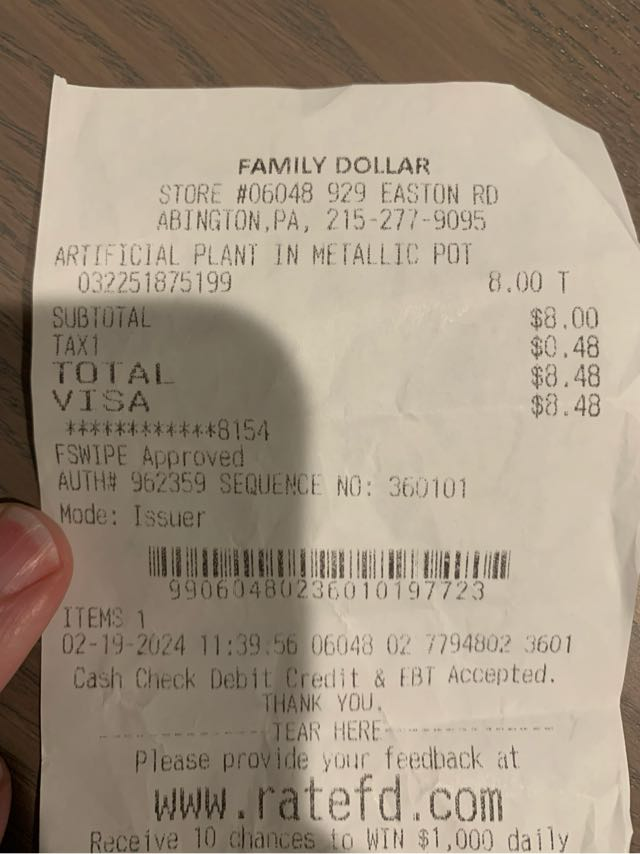 FAMILY DOLLAR
STORE #06048 929 EASTON RD
ABINGTON,PA, 215-277-9095
ARTIFICIAL PLANT IN METALLIC POT
032251875199 8.00 T
SUBTOTAL $8.00
TAX1 $0.48
TOTAL $8.48
VISA $8.48
************8154
FSWIPE Approved
AUTH# 962359 SEQUENCE NO: 360101
Mode: Issuer
99060480236010197723
ITEMS 1
02-19-2024 11:39:56 06048 02 7794802 3601
Cash Check Debit Credit & EBT Accepted.
THANK YOU.
TEAR HERE
Please provide your feedback at
www.ratefd.com
Receive 10 chances to WIN $1,000 daily